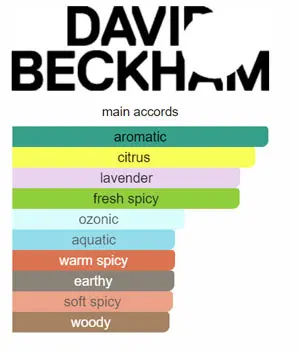 DAVID
BECKHAM
main accords
aromatic
citrus
lavender
fresh spicy
ozonic
aquatic
warm spicy
earthy
soft spicy
woody